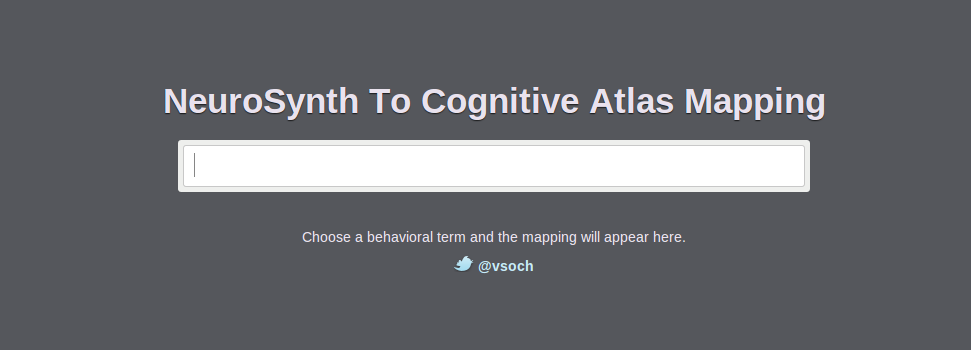 NeuroSynth To Cognitive Atlas Mapping
Choose a behavioral term and the mapping will appear here.
@vsoch